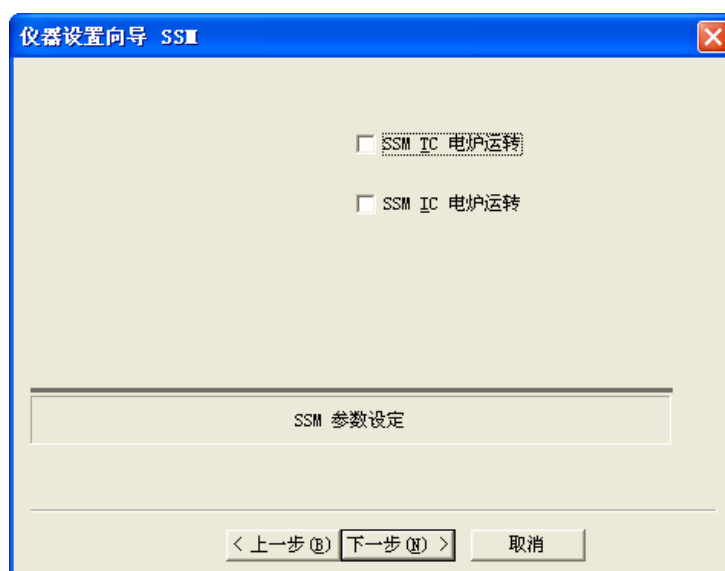 仪器设置向导 SSM
SSM TC 电炉运转
SSM IC 电炉运转
SSM 参数设定
< 上一步(B) 下一步(N) > 取消